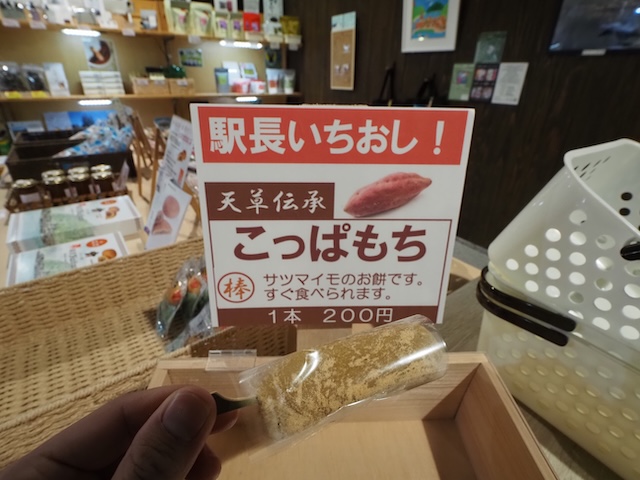 駅長いちおし！
天草伝承
こっぱもち
棒
サツマイモのお餅です。
すぐ食べられます。
1本 200円